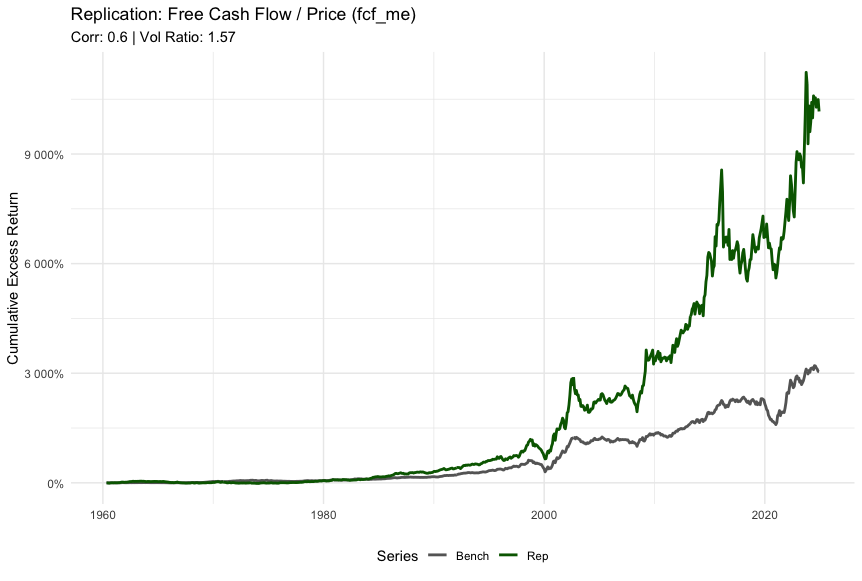 Replication: Free Cash Flow / Price (fcf_me)
Corr: 0.6 | Vol Ratio: 1.57
Cumulative Excess Return
9 000%
6 000%
3 000%
0%
1960
1980
2000
2020
Series
Bench
Rep